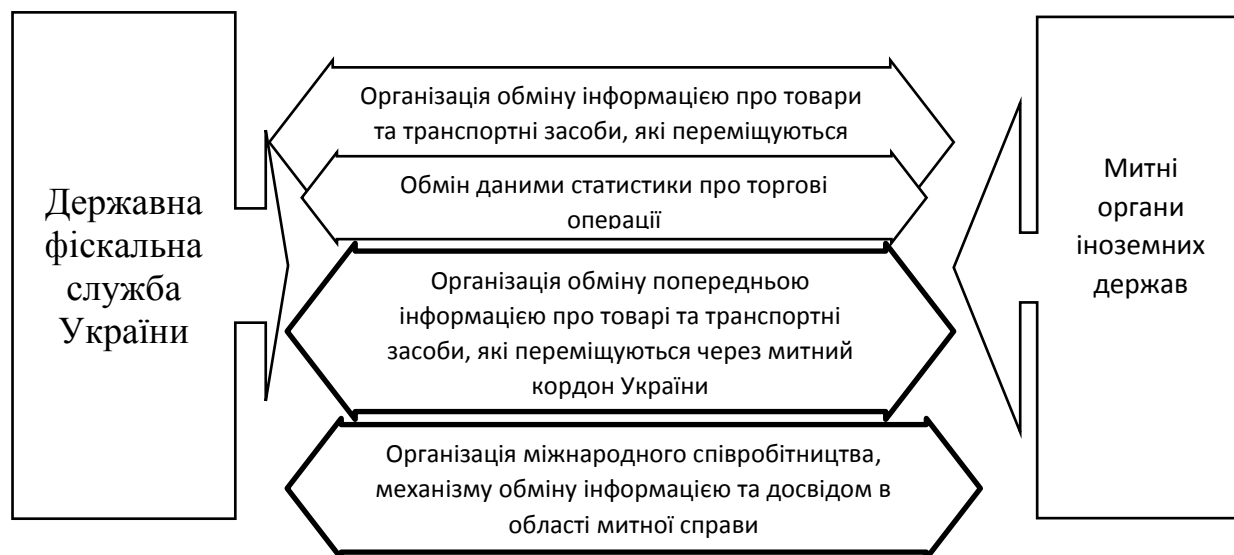 Державна
фіскальна
служба
України
Організація обміну інформацією про товари
та транспортні засоби, які переміщуються
Обмін даними статистики про торгові
операції
Організація обміну попередньою
інформацією про товарі та транспортні
засоби, які переміщуються через митний
кордон України
Організація міжнародного співробітництва,
механізму обміну інформацією та досвідом в
області митної справи
Митні
органи
іноземних
держав